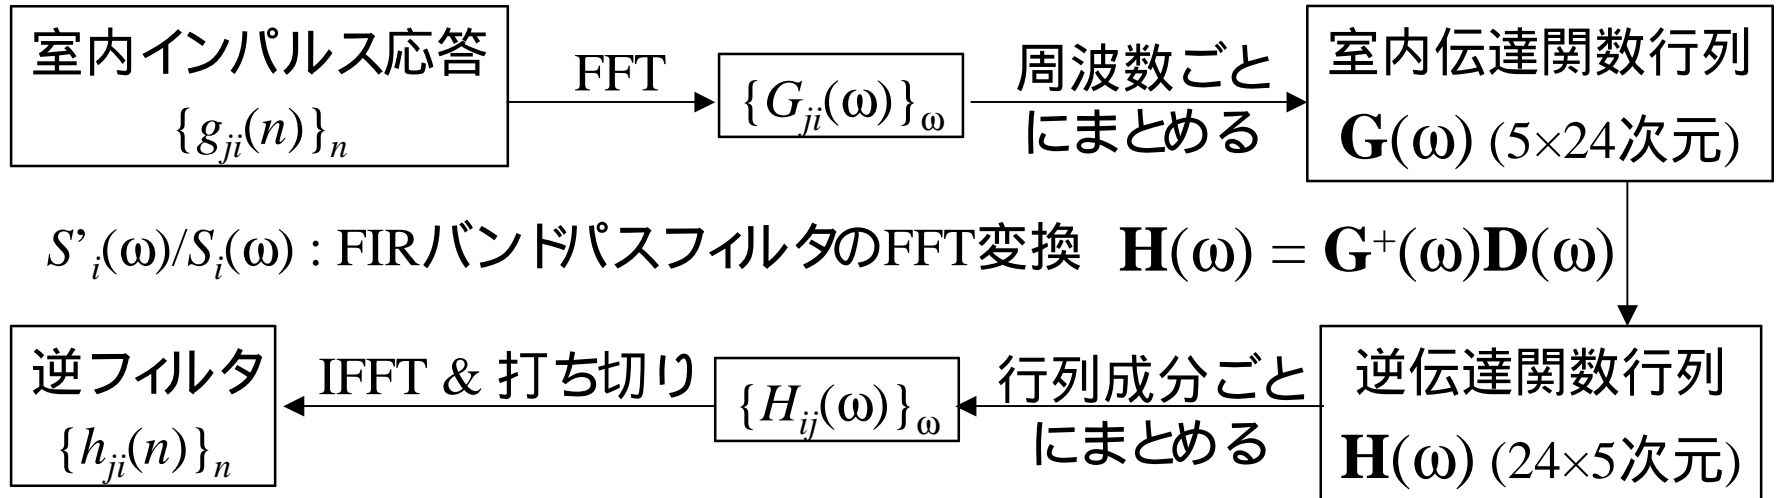 室内インパルス応答
{g_ji(n)}_n
FFT
{G_ji(ω)}_ω
周波数ごと
にまとめる
室内伝達関数行列
G(ω) (5×24次元)
S’_i(ω)/S_i(ω) : FIRバンドパスフィルタのFFT変換
H(ω) = G⁺(ω)D(ω)
逆フィルタ
{h_ji(n)}_n
IFFT & 打ち切り
{H_ij(ω)}_ω
行列成分ごと
にまとめる
逆伝達関数行列
H(ω) (24×5次元)